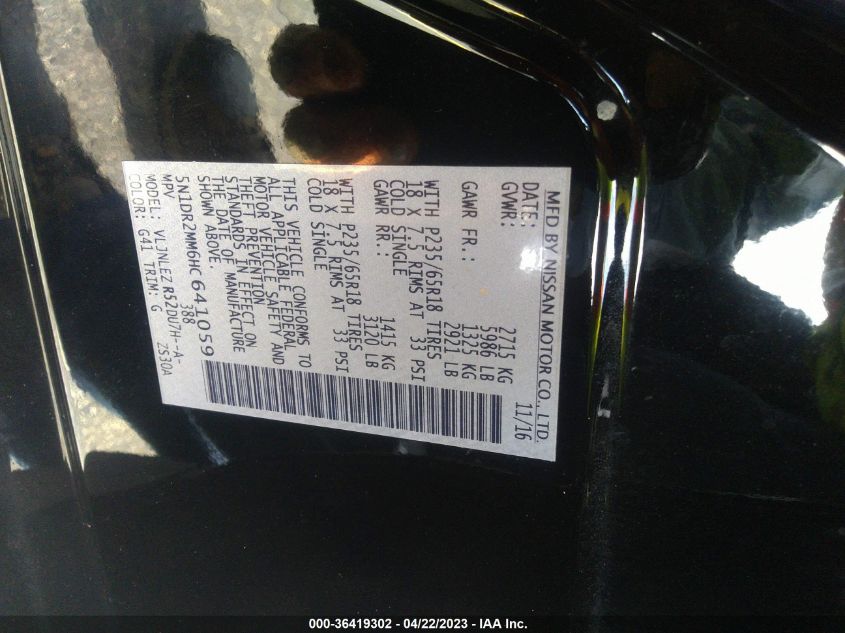 MFD BY NISSAN MOTOR CO., LTD.
DATE: 11/16
GVWR: 2715 KG
5986 LB
GAWR FR.: 1325 KG
2921 LB
WITH P235/65R18 TIRES
18 X 7.5 RIMS AT 33 PSI
COLD SINGLE
GAWR RR.: 1415 KG
3120 LB
WITH P235/65R18 TIRES
18 X 7.5 RIMS AT 33 PSI
COLD SINGLE
THIS VEHICLE CONFORMS TO
ALL APPLICABLE FEDERAL
MOTOR VEHICLE SAFETY AND
THEFT PREVENTION
STANDARDS IN EFFECT ON
THE DATE OF MANUFACTURE
SHOWN ABOVE.
5N1DR2MM6HC641059
MPV 388
MODEL: VLJNLEZ R52DU7H--A-
COLOR: G41 TRIM: G ZS30A
000-36419302 - 04/22/2023 - IAA Inc.